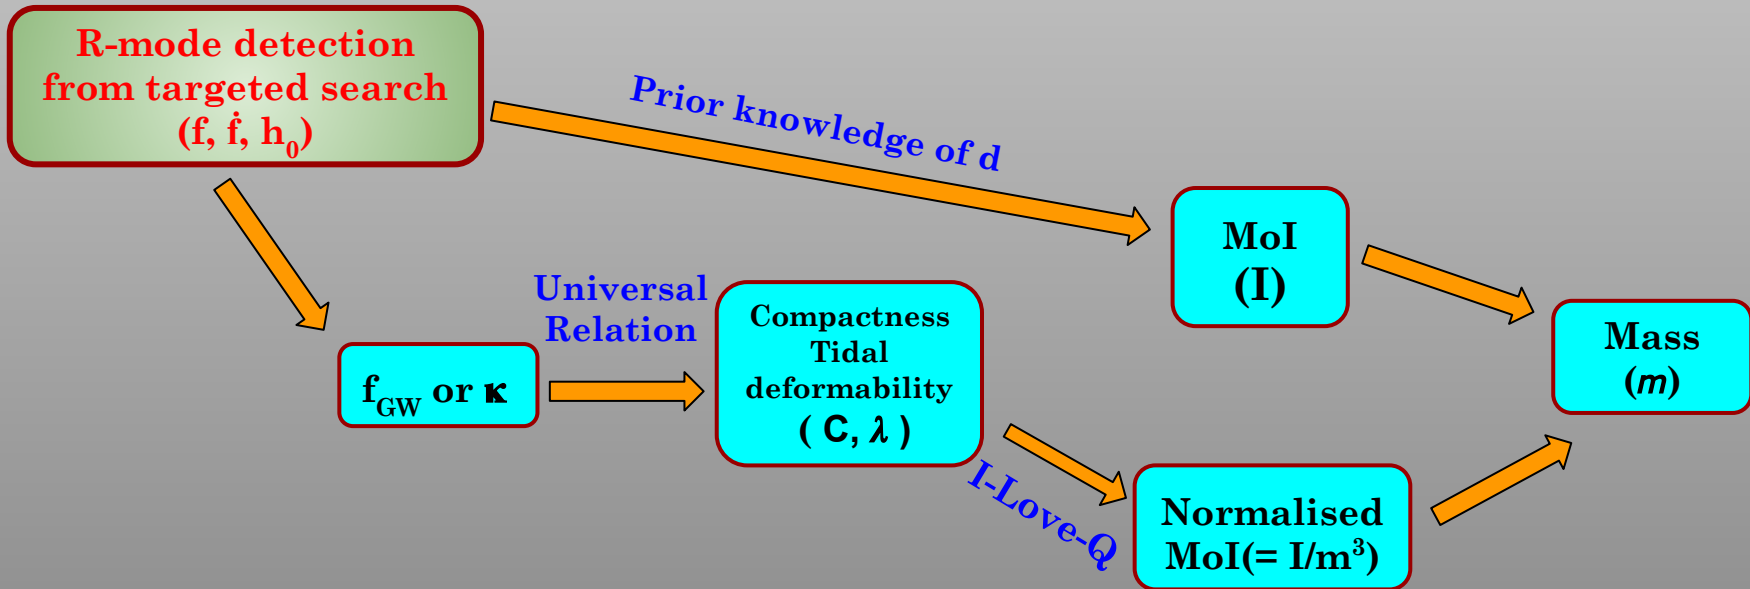 R-mode detection
from targeted search
(f, ḟ, h₀)
Prior knowledge of d
MoI
(I)
Universal
Relation
Compactness
Tidal
deformability
( C, λ )
f_GW or κ
Mass
(m)
I-Love-Q
Normalised
MoI(= I/m³)